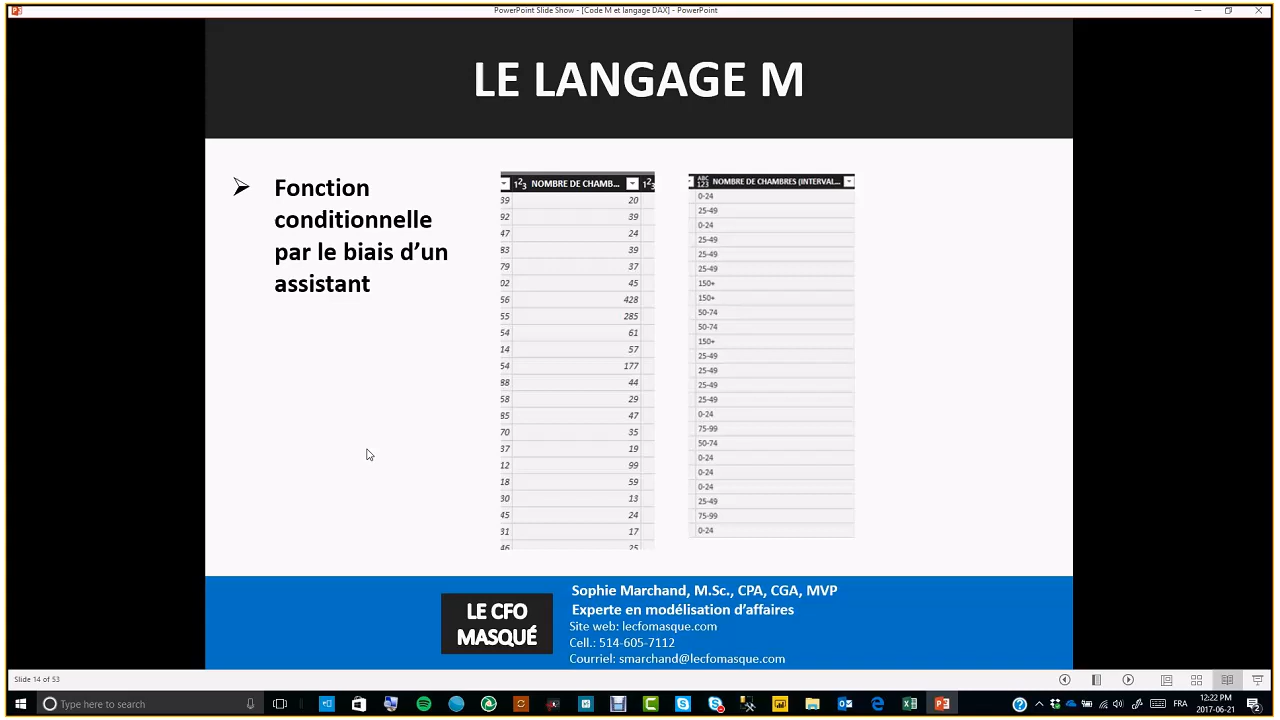 PowerPoint Slide Show - [Code M et langage DAX] - PowerPoint
LE LANGAGE M
Fonction
conditionnelle
par le biais d’un
assistant
NOMBRE DE CHAMB...
39 20
92 39
47 24
83 39
79 37
02 45
56 428
55 285
54 61
14 57
54 177
88 44
58 29
85 47
70 35
37 19
12 99
18 59
30 13
45 24
31 17
46 25
ABC
123 NOMBRE DE CHAMBRES (INTERVAL...
0-24
25-49
0-24
25-49
25-49
25-49
150+
150+
50-74
50-74
150+
25-49
25-49
25-49
25-49
0-24
75-99
50-74
0-24
0-24
0-24
25-49
75-99
0-24
LE CFO
MASQUÉ
Sophie Marchand, M.Sc., CPA, CGA, MVP
Experte en modélisation d’affaires
Site web: lecfomasque.com
Cell.: 514-605-7112
Courriel: smarchand@lecfomasque.com
Slide 14 of 53
Type here to search
FRA
12:22 PM
2017-06-21